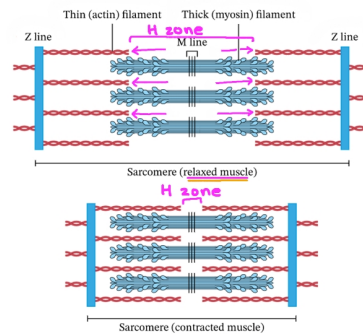 Thin (actin) filament Thick (myosin) filament
H zone
Z line M line Z line
Sarcomere (relaxed muscle)
H zone
Sarcomere (contracted muscle)